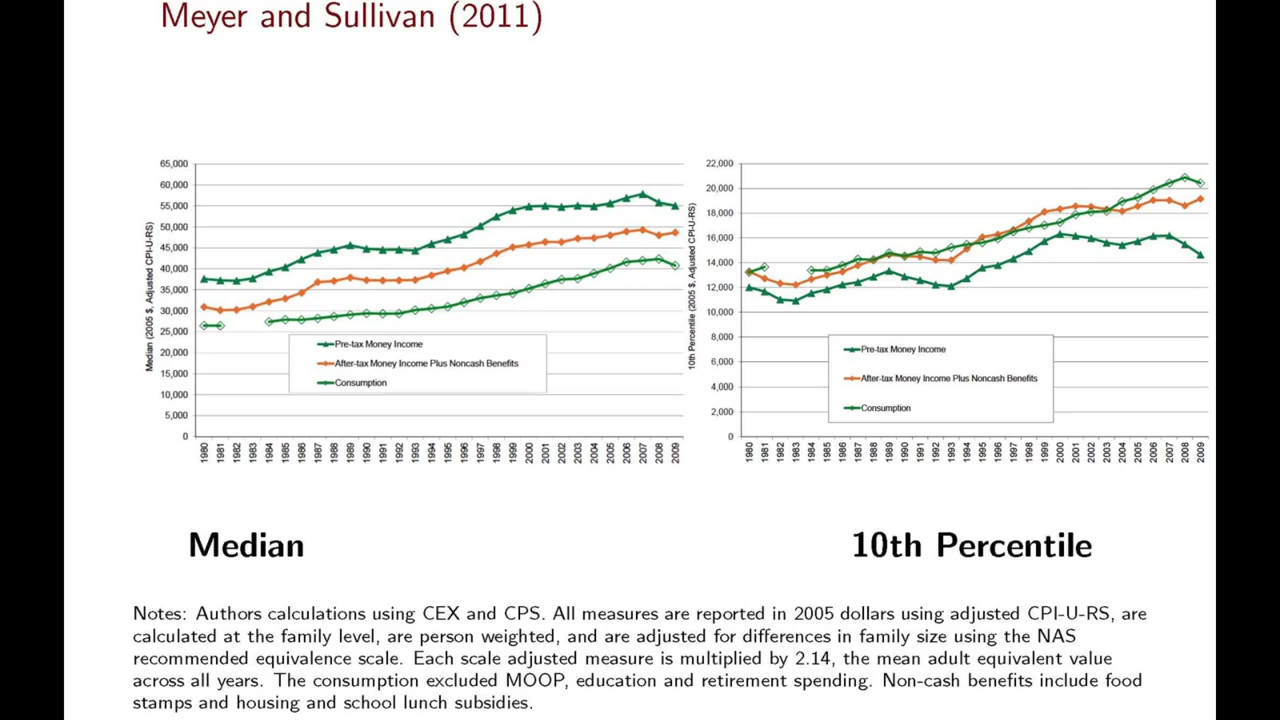 Meyer and Sullivan (2011)
Median (2005 $, Adjusted CPI-U-RS)
65,000
60,000
55,000
50,000
45,000
40,000
35,000
30,000
25,000
20,000
15,000
10,000
5,000
0
Pre-tax Money Income
After-tax Money Income Plus Noncash Benefits
Consumption
1980 1981 1982 1983 1984 1985 1986 1987 1988 1989 1990 1991 1992 1993 1994 1995 1996 1997 1998 1999 2000 2001 2002 2003 2004 2005 2006 2007 2008 2009
10th Percentile (2005 $, Adjusted CPI-U-RS)
22,000
20,000
18,000
16,000
14,000
12,000
10,000
8,000
6,000
4,000
2,000
0
Pre-tax Money Income
After-tax Money Income Plus Noncash Benefits
Consumption
1980 1981 1982 1983 1984 1985 1986 1987 1988 1989 1990 1991 1992 1993 1994 1995 1996 1997 1998 1999 2000 2001 2002 2003 2004 2005 2006 2007 2008 2009
Median
10th Percentile
Notes: Authors calculations using CEX and CPS. All measures are reported in 2005 dollars using adjusted CPI-U-RS, are
calculated at the family level, are person weighted, and are adjusted for differences in family size using the NAS
recommended equivalence scale. Each scale adjusted measure is multiplied by 2.14, the mean adult equivalent value
across all years. The consumption excluded MOOP, education and retirement spending. Non-cash benefits include food
stamps and housing and school lunch subsidies.